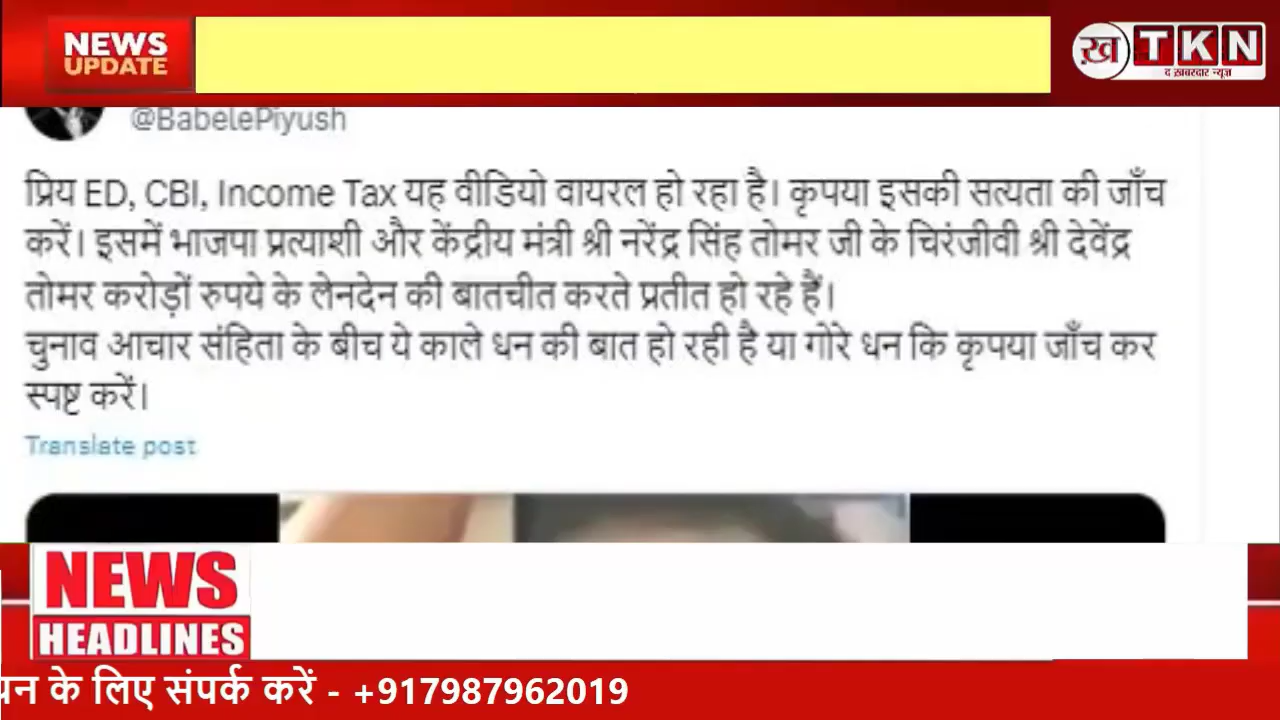 NEWS
UPDATE
ख़ TKN
द ख़बरदार न्यूज़
@BabelePiyush
प्रिय ED, CBI, Income Tax यह वीडियो वायरल हो रहा है। कृपया इसकी सत्यता की जाँच
करें। इसमें भाजपा प्रत्याशी और केंद्रीय मंत्री श्री नरेंद्र सिंह तोमर जी के चिरंजीवी श्री देवेंद्र
तोमर करोड़ों रुपये के लेनदेन की बातचीत करते प्रतीत हो रहे हैं।
चुनाव आचार संहिता के बीच ये काले धन की बात हो रही है या गोरे धन कि कृपया जाँच कर
स्पष्ट करें।
Translate post
NEWS
HEADLINES
के लिए संपर्क करें - +917987962019